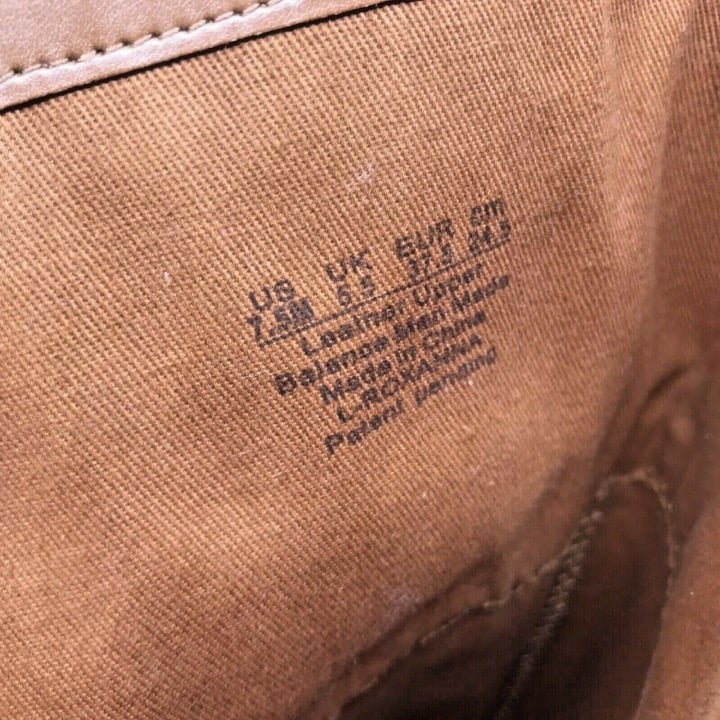 US UK EUR cm
7.5M 5.5 37.5 24.5
Leather Upper
Balance Man Made
Made in China
L-ROXANNA
Patent pending